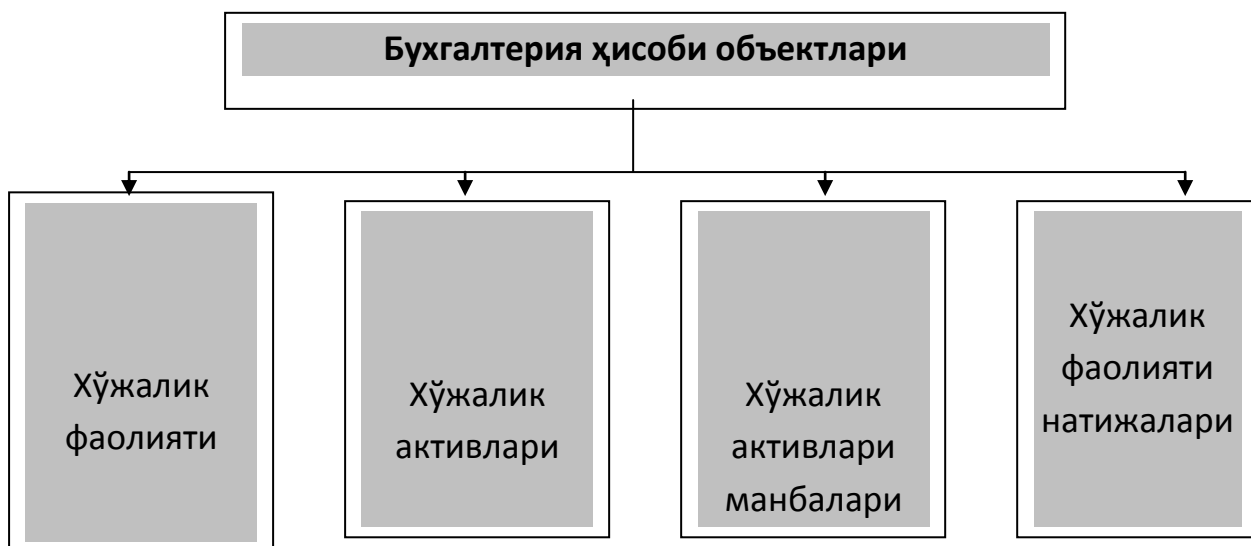 Бухгалтерия ҳисоби объектлари
Хўжалик
фаолияти
Хўжалик
активлари
Хўжалик
активлари
манбалари
Хўжалик
фаолияти
натижалари